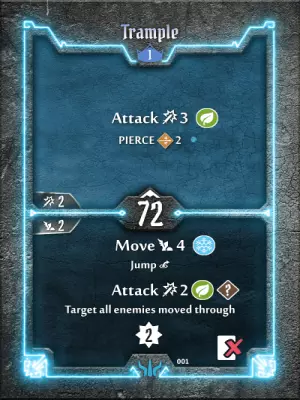 Trample
1
Attack 3
PIERCE 2
2
72
2
Move 4
Jump
Attack 2 ?
Target all enemies moved through
2
001